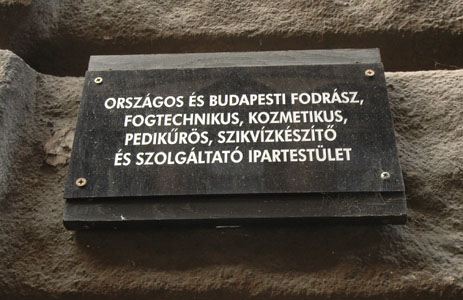 ORSZÁGOS ÉS BUDAPESTI FODRÁSZ,
FOGTECHNIKUS, KOZMETIKUS,
PEDIKŰRÖS, SZIKVÍZKÉSZÍTŐ
ÉS SZOLGÁLTATÓ IPARTESTÜLET